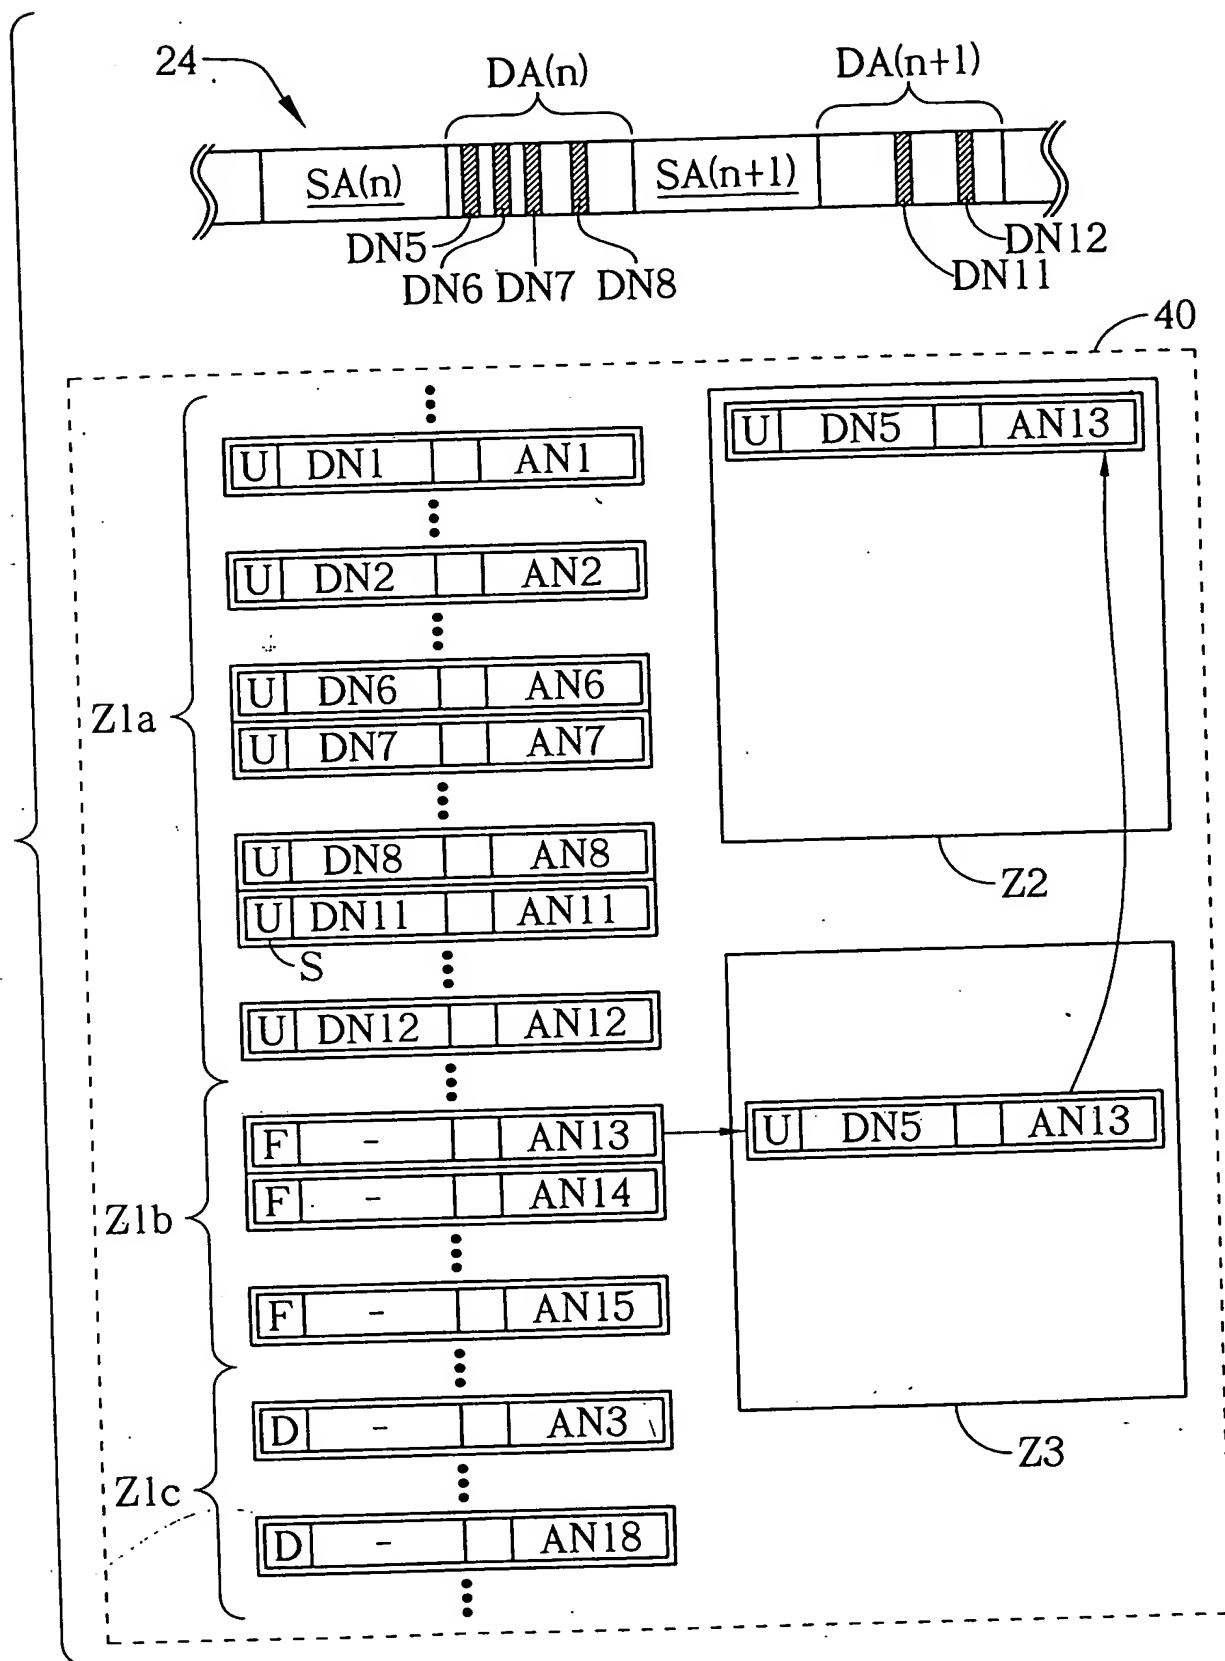 24
DA(n)
DA(n+1)
SA(n)
SA(n+1)
DN5
DN6
DN7
DN8
DN11
DN12
40
Z1a
U DN1 AN1
U DN2 AN2
U DN6 AN6
U DN7 AN7
U DN8 AN8
U DN11 AN11
S
U DN12 AN12
Z1b
F - AN13
F - AN14
F - AN15
Z1c
D - AN3
D - AN18
U DN5 AN13
Z2
U DN5 AN13
Z3